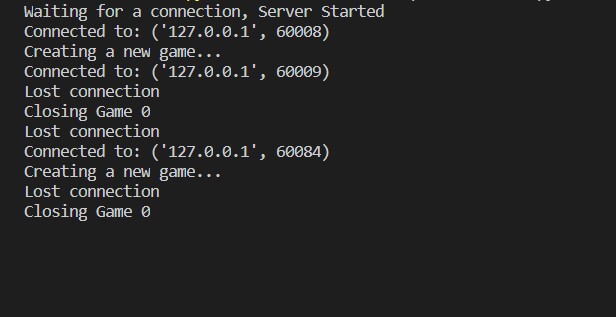 Waiting for a connection, Server Started
Connected to: ('127.0.0.1', 60008)
Creating a new game...
Connected to: ('127.0.0.1', 60009)
Lost connection
Closing Game 0
Lost connection
Connected to: ('127.0.0.1', 60084)
Creating a new game...
Lost connection
Closing Game 0